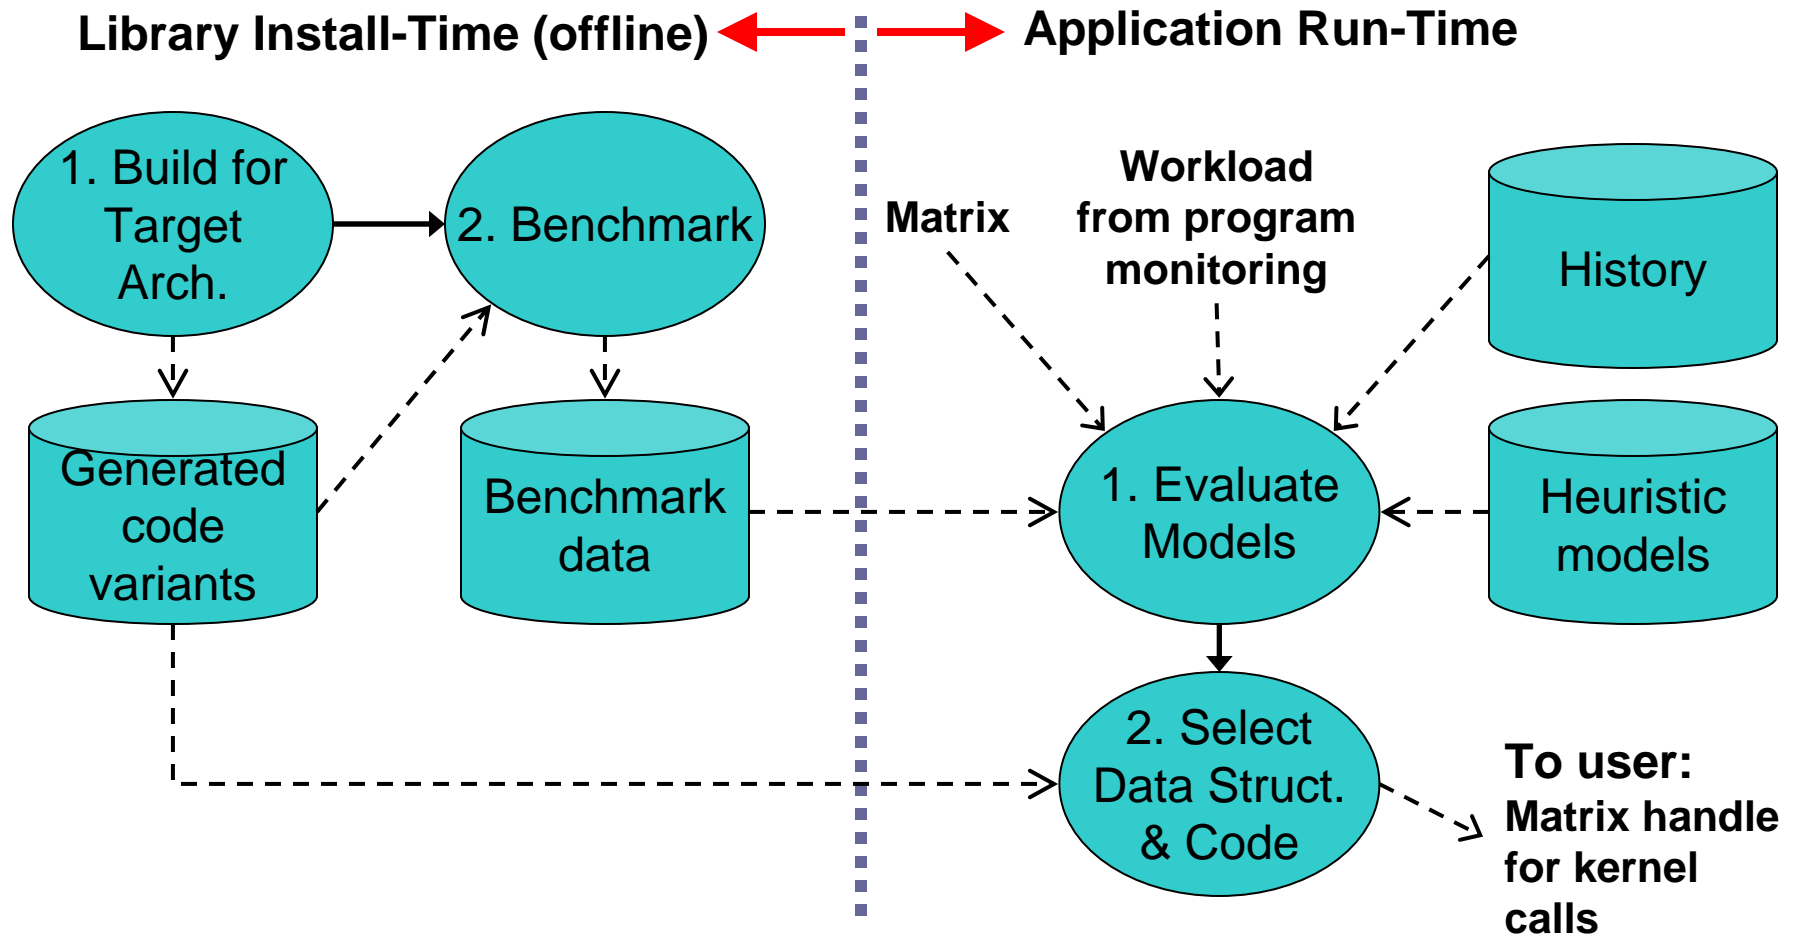 Library Install-Time (offline)
Application Run-Time
1. Build for
Target
Arch.
2. Benchmark
Matrix
Workload
from program
monitoring
History
Generated
code
variants
Benchmark
data
1. Evaluate
Models
Heuristic
models
2. Select
Data Struct.
& Code
To user:
Matrix handle
for kernel
calls